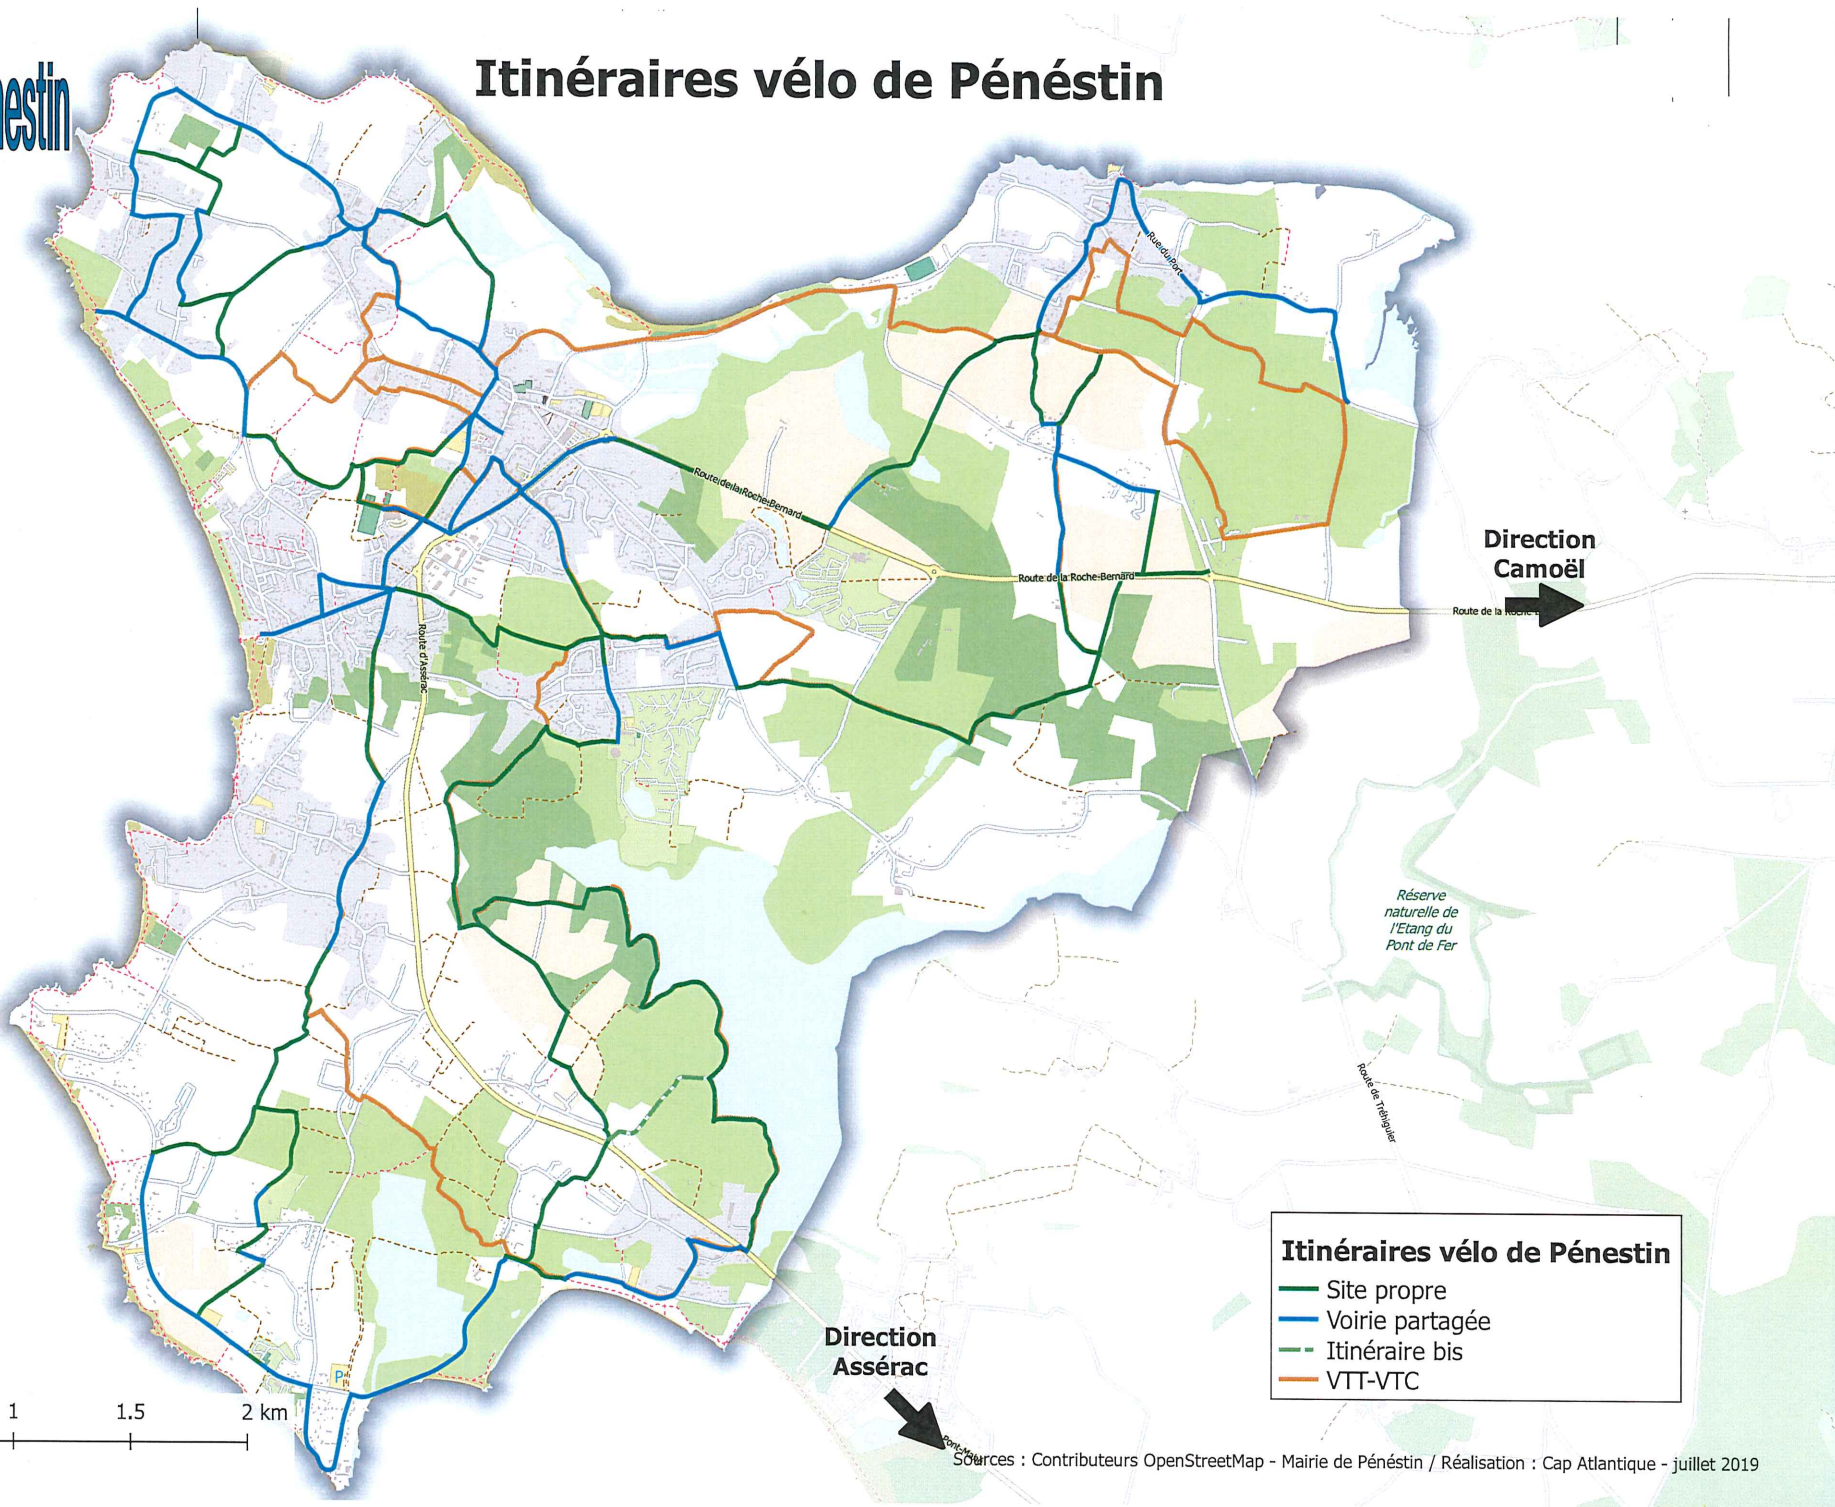 nestin
Itinéraires vélo de Pénéstin
Rue du Port
Route de la Roche-Bernard
Route de la Roche-Bernard
Direction
Camoël
Route de la
Route d'Assérac
Réserve
naturelle de
l'Etang du
Pont de Fer
Route de Tréhiguier
Itinéraires vélo de Pénestin
Site propre
Voirie partagée
Itinéraire bis
VTT-VTC
Direction
Assérac
P
1 1.5 2 km
Sources : Contributeurs OpenStreetMap - Mairie de Pénéstin / Réalisation : Cap Atlantique - juillet 2019